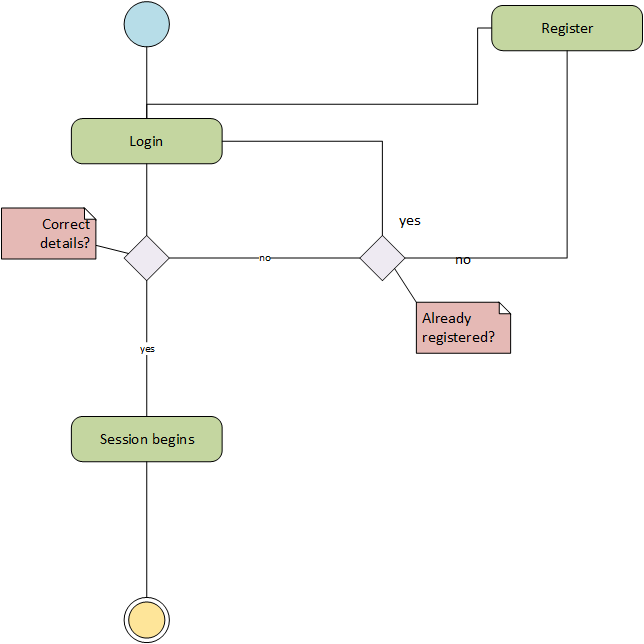 Register
Login
Correct
details?
yes
no
no
Already
registered?
yes
Session begins